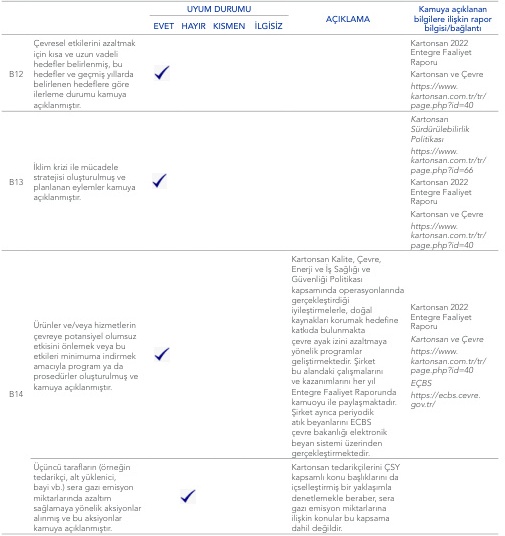 UYUM DURUMU
EVET HAYIR KISMEN İLGİSİZ
AÇIKLAMA
Kamuya açıklanan
bilgilere ilişkin rapor
bilgisi/bağlantı
B12
Çevresel etkilerini azaltmak
için kısa ve uzun vadeli
hedefler belirlenmiş, bu
hedefler ve geçmiş yıllarda
belirlenen hedeflere göre
ilerleme durumu kamuya
açıklanmıştır.
Kartonsan 2022
Entegre Faaliyet
Raporu
Kartonsan ve Çevre
https://www.
kartonsan.com.tr/tr/
page.php?id=40
B13
İklim krizi ile mücadele
stratejisi oluşturulmuş ve
planlanan eylemler kamuya
açıklanmıştır.
Kartonsan
Sürdürülebilirlik
Politikası
https://www.
kartonsan.com.tr/tr/
page.php?id=66
Kartonsan 2022
Entegre Faaliyet
Raporu
Kartonsan ve Çevre
https://www.
kartonsan.com.tr/tr/
page.php?id=40
B14
Ürünler ve/veya hizmetlerin
çevreye potansiyel olumsuz
etkisini önlemek veya bu
etkileri minimuma indirmek
amacıyla program ya da
prosedürler oluşturulmuş ve
kamuya açıklanmıştır.
Kartonsan Kalite, Çevre,
Enerji ve İş Sağlığı ve
Güvenliği Politikası
kapsamında operasyonlarında
gerçekleştirdiği
iyileştirmelerle, doğal
kaynakları korumak hedefine
katkıda bulunmakta
çevre ayak izini azaltmaya
yönelik programlar
geliştirmektedir. Şirket
bu alandaki çalışmalarını
ve kazanımlarını her yıl
Entegre Faaliyet Raporunda
kamuoyu ile paylaşmaktadır.
Şirket ayrıca periyodik
atık beyanlarını ECBS
çevre bakanlığı elektronik
beyan sistemi üzerinden
gerçekleştirmektedir.
Kartonsan 2022
Entegre Faaliyet
Raporu
Kartonsan ve Çevre
https://www.
kartonsan.com.tr/tr/
page.php?id=40
EÇBS
https://ecbs.cevre.
gov.tr/
Üçüncü tarafların (örneğin
tedarikçi, alt yüklenici,
bayi vb.) sera gazı emisyon
miktarlarında azaltım
sağlamaya yönelik aksiyonlar
alınmış ve bu aksiyonlar
kamuya açıklanmıştır.
Kartonsan tedarikçilerini ÇSY
kapsamlı konu başlıklarını da
içselleştirmiş bir yaklaşımla
denetlemekle beraber, sera
gazı emisyon miktarlarına
ilişkin konular bu kapsama
dahil değildir.